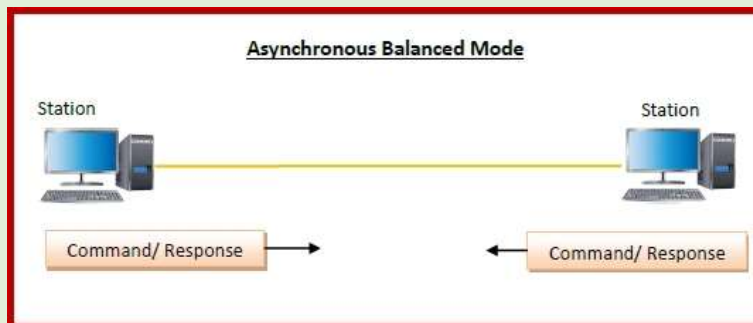 Asynchronous Balanced Mode
Station
Station
Command/ Response
Command/ Response